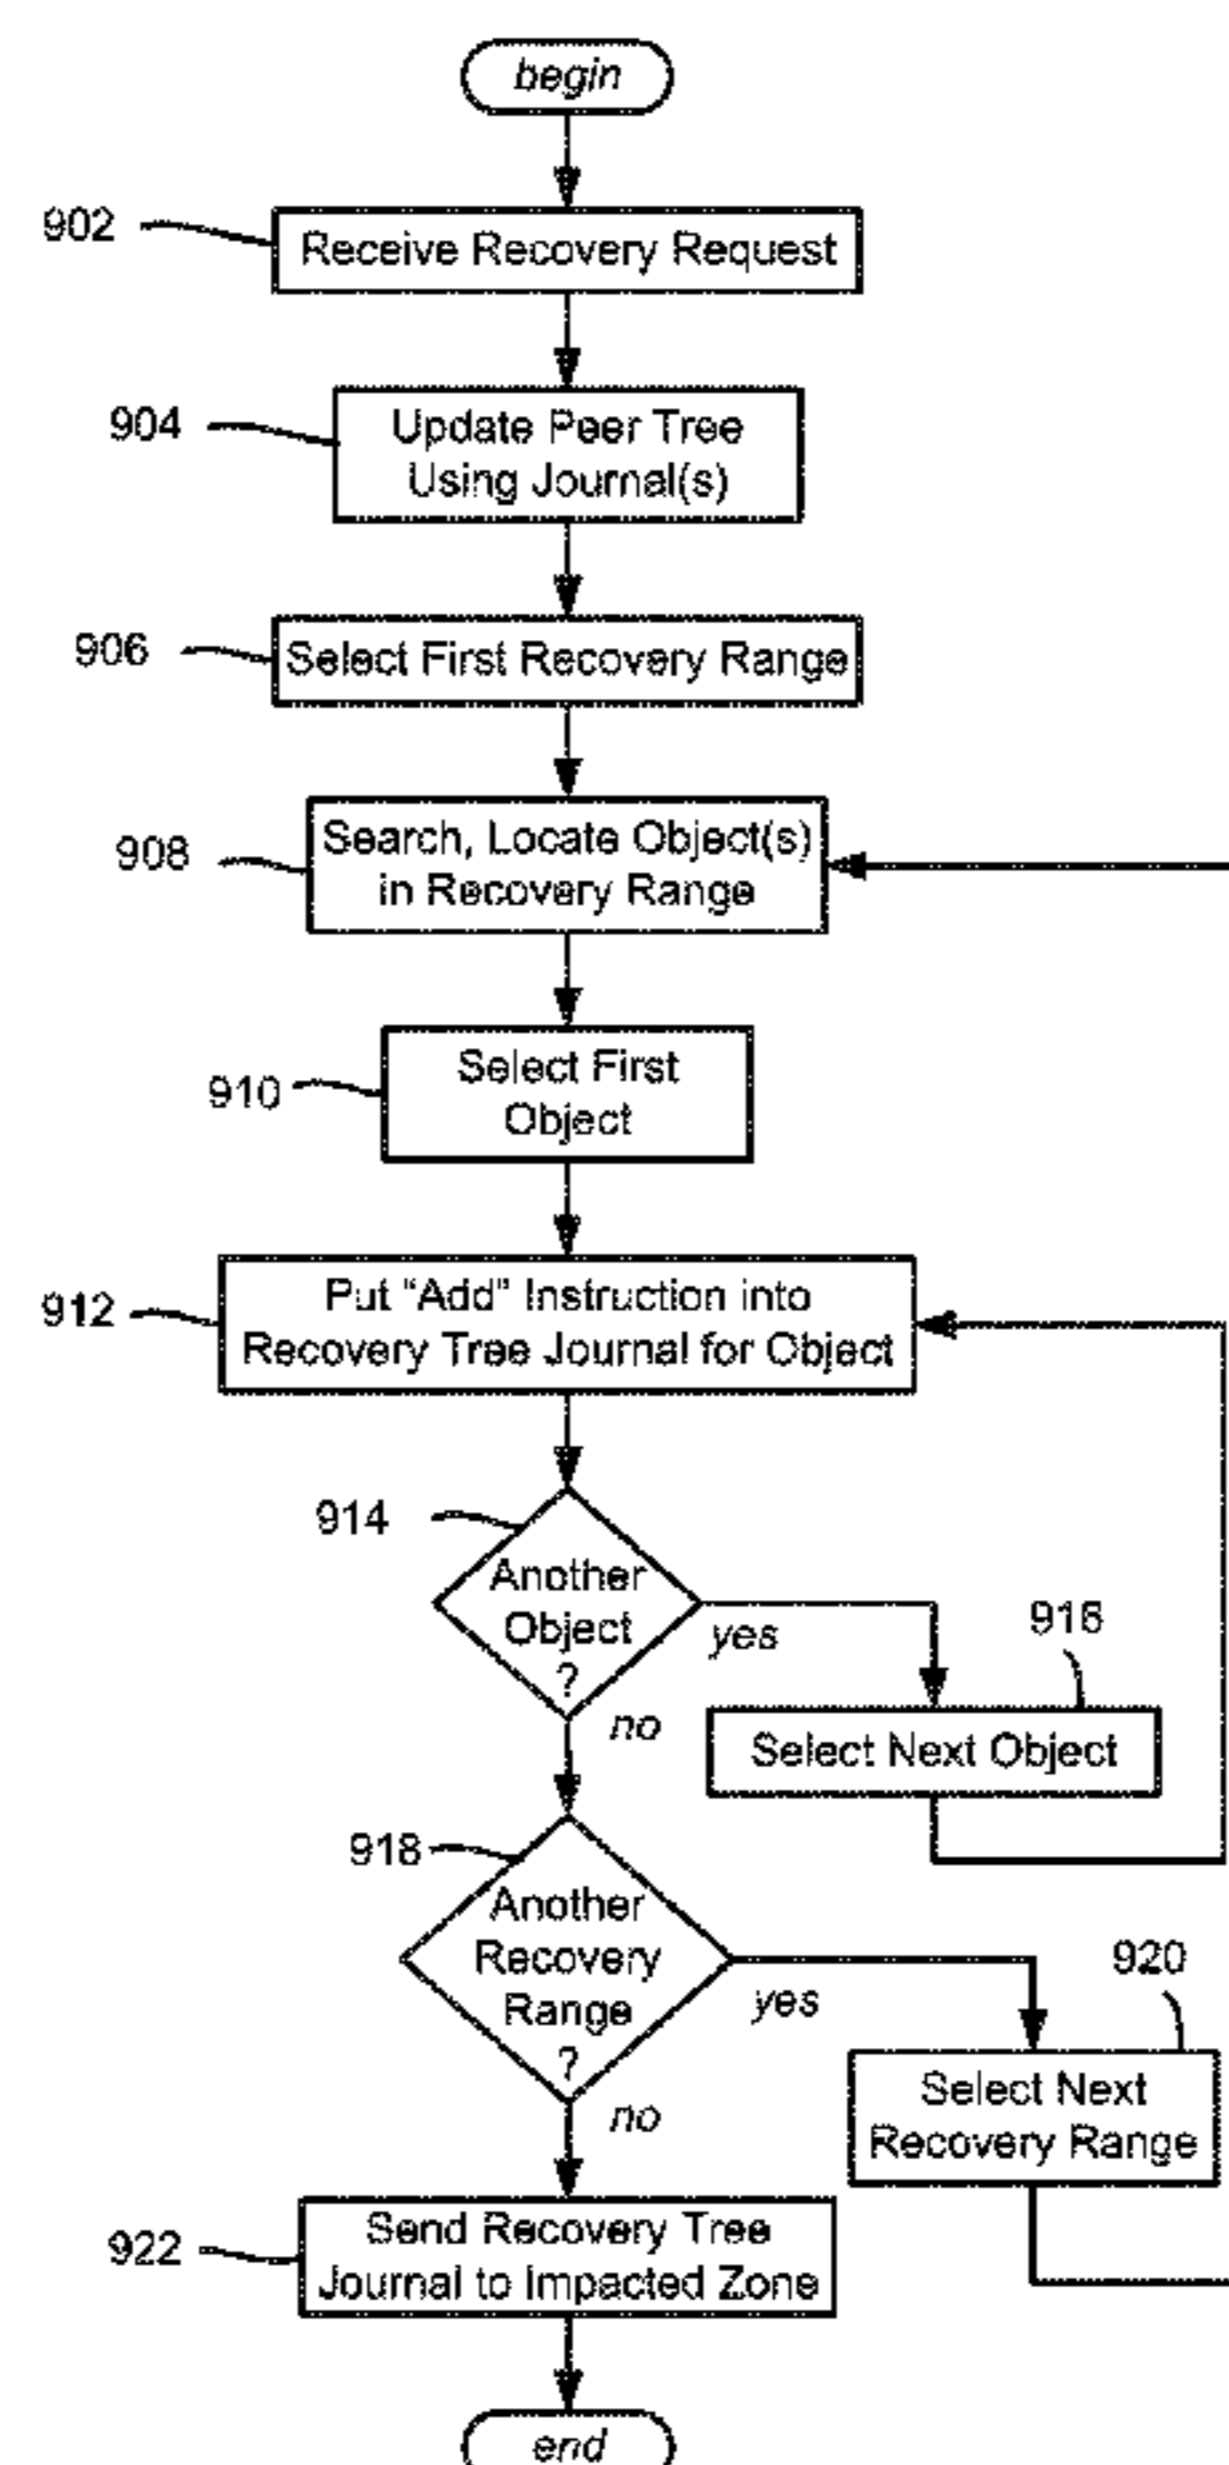 begin
902
Receive Recovery Request
904
Update Peer Tree
Using Journal(s)
906
Select First Recovery Range
908
Search, Locate Object(s)
in Recovery Range
910
Select First
Object
912
Put “Add” Instruction into
Recovery Tree Journal for Object
914
Another
Object
?
yes
no
916
Select Next Object
918
Another
Recovery
Range
?
yes
no
920
Select Next
Recovery Range
922
Send Recovery Tree
Journal to Impacted Zone
end